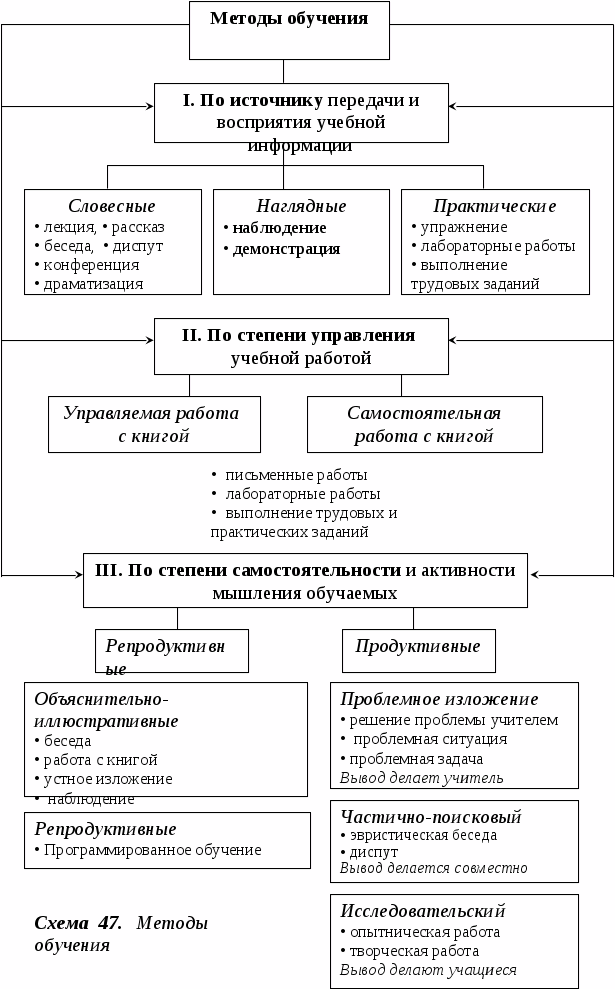 Методы обучения
I. По источнику передачи и
восприятия учебной
информации
Словесные
• лекция, • рассказ
• беседа, • диспут
• конференция
• драматизация
Наглядные
• наблюдение
• демонстрация
Практические
• упражнение
• лабораторные работы
• выполнение
трудовых заданий
II. По степени управления
учебной работой
Управляемая работа
с книгой
Самостоятельная
работа с книгой
• письменные работы
• лабораторные работы
• выполнение трудовых и
практических заданий
III. По степени самостоятельности и активности
мышления обучаемых
Репродуктивн
ые
Продуктивные
Объяснительно-
иллюстративные
• беседа
• работа с книгой
• устное изложение
• наблюдение
Репродуктивные
• Программированное обучение
Проблемное изложение
• решение проблемы учителем
• проблемная ситуация
• проблемная задача
Вывод делает учитель
Частично-поисковый
• эвристическая беседа
• диспут
Вывод делается совместно
Исследовательский
• опытническая работа
• творческая работа
Вывод делают учащиеся
Схема 47. Методы
обучения